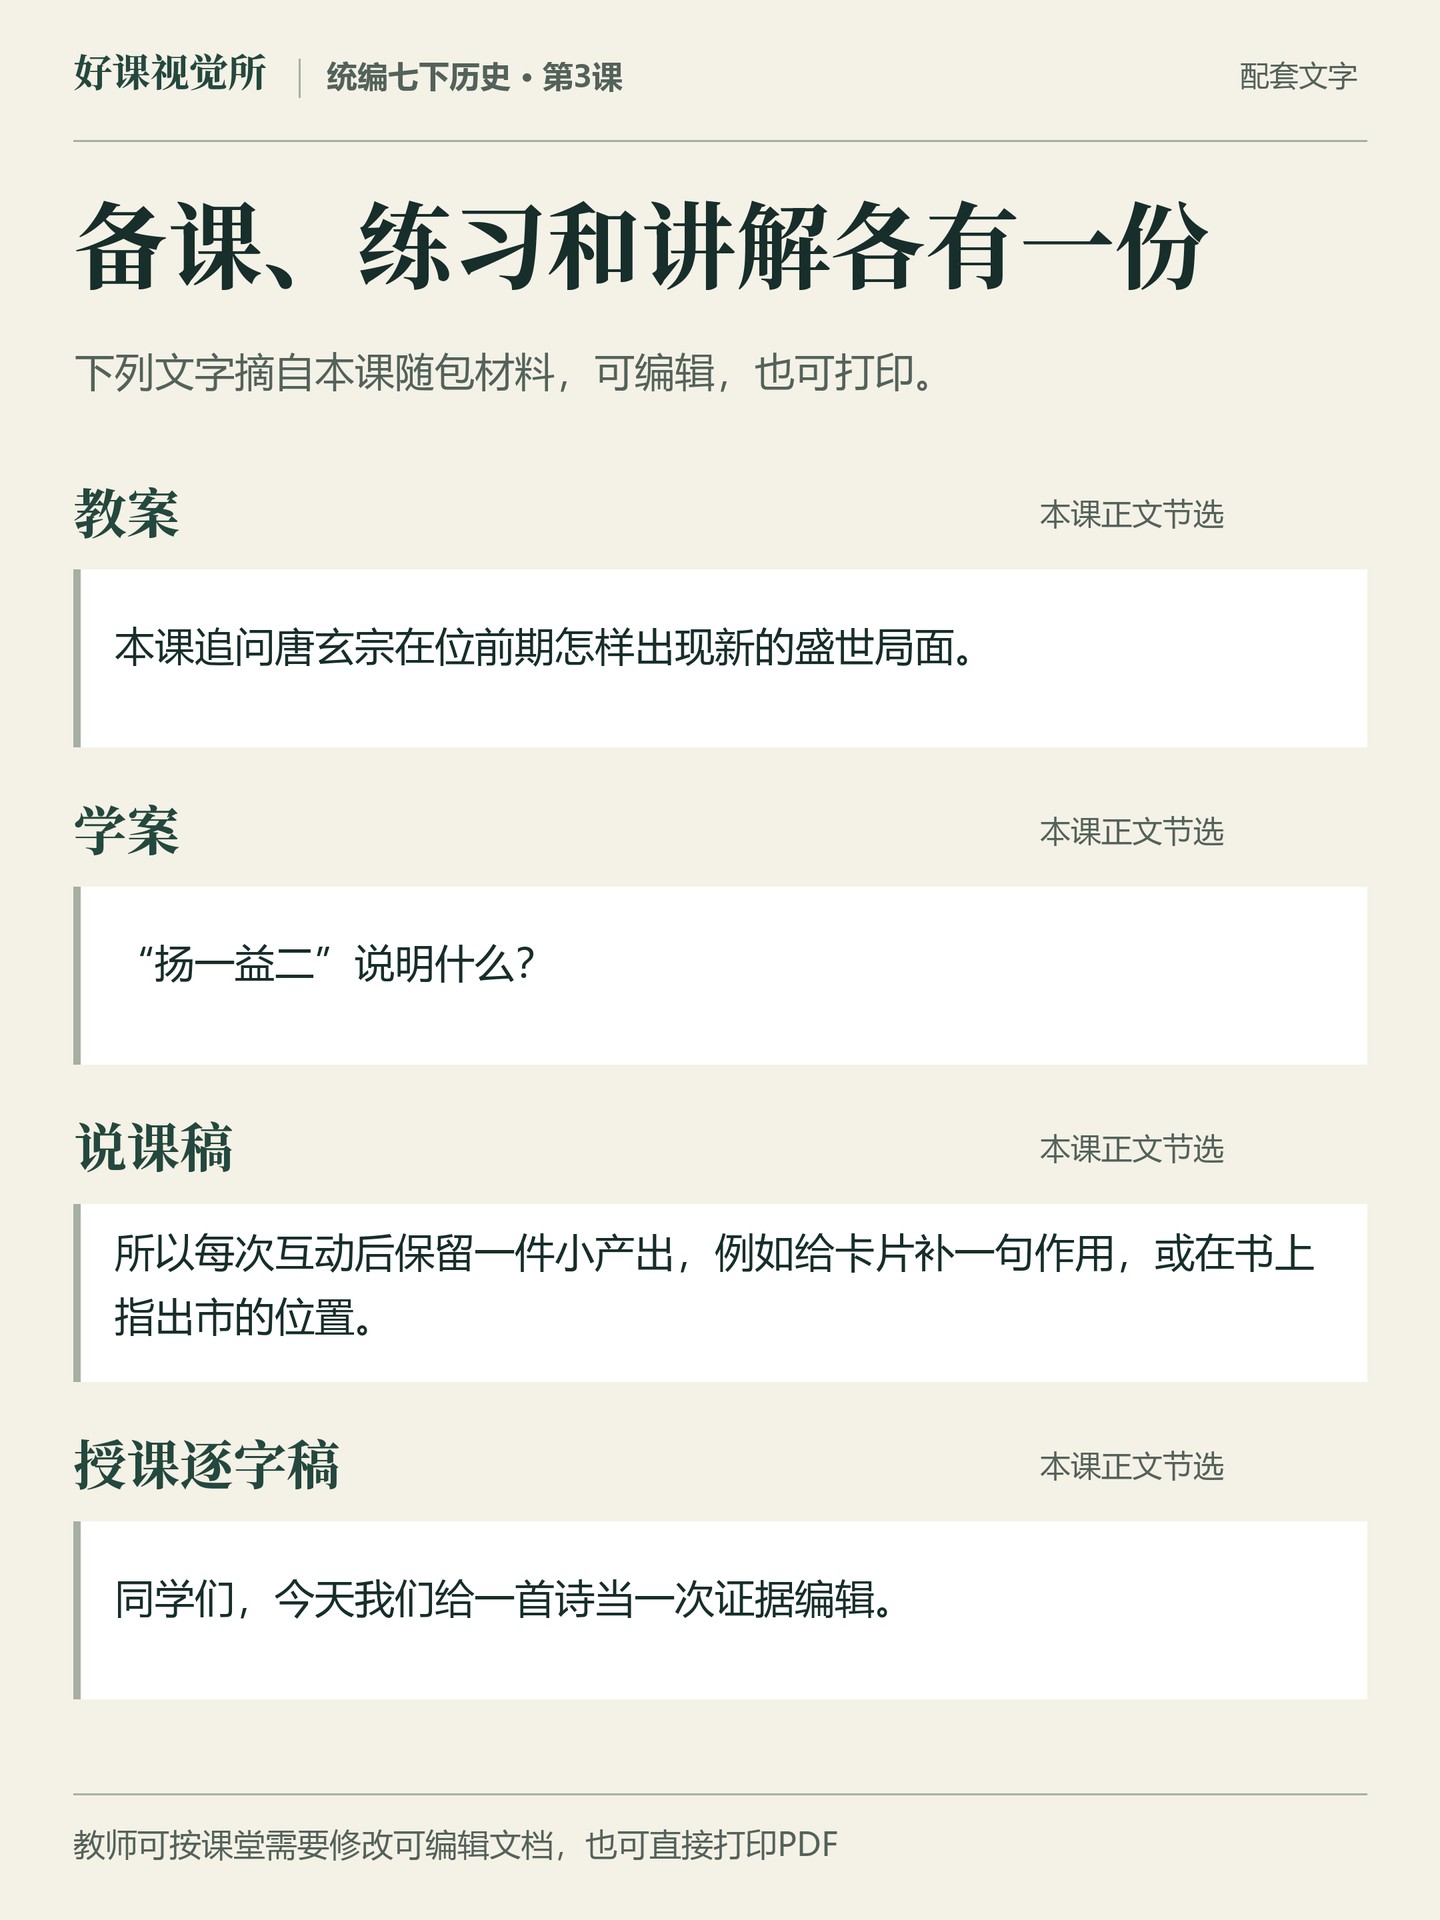 好课视觉所
统编七下历史·第3课
配套文字
备课、练习和讲解各有一份
下列文字摘自本课随包材料，可编辑，也可打印。
教案
本课正文节选
本课追问唐玄宗在位前期怎样出现新的盛世局面。
学案
本课正文节选
“扬一益二”说明什么？
说课稿
本课正文节选
所以每次互动后保留一件小产出，例如给卡片补一句作用，或在书上
指出市的位置。
授课逐字稿
本课正文节选
同学们，今天我们给一首诗当一次证据编辑。
教师可按课堂需要修改可编辑文档，也可直接打印PDF